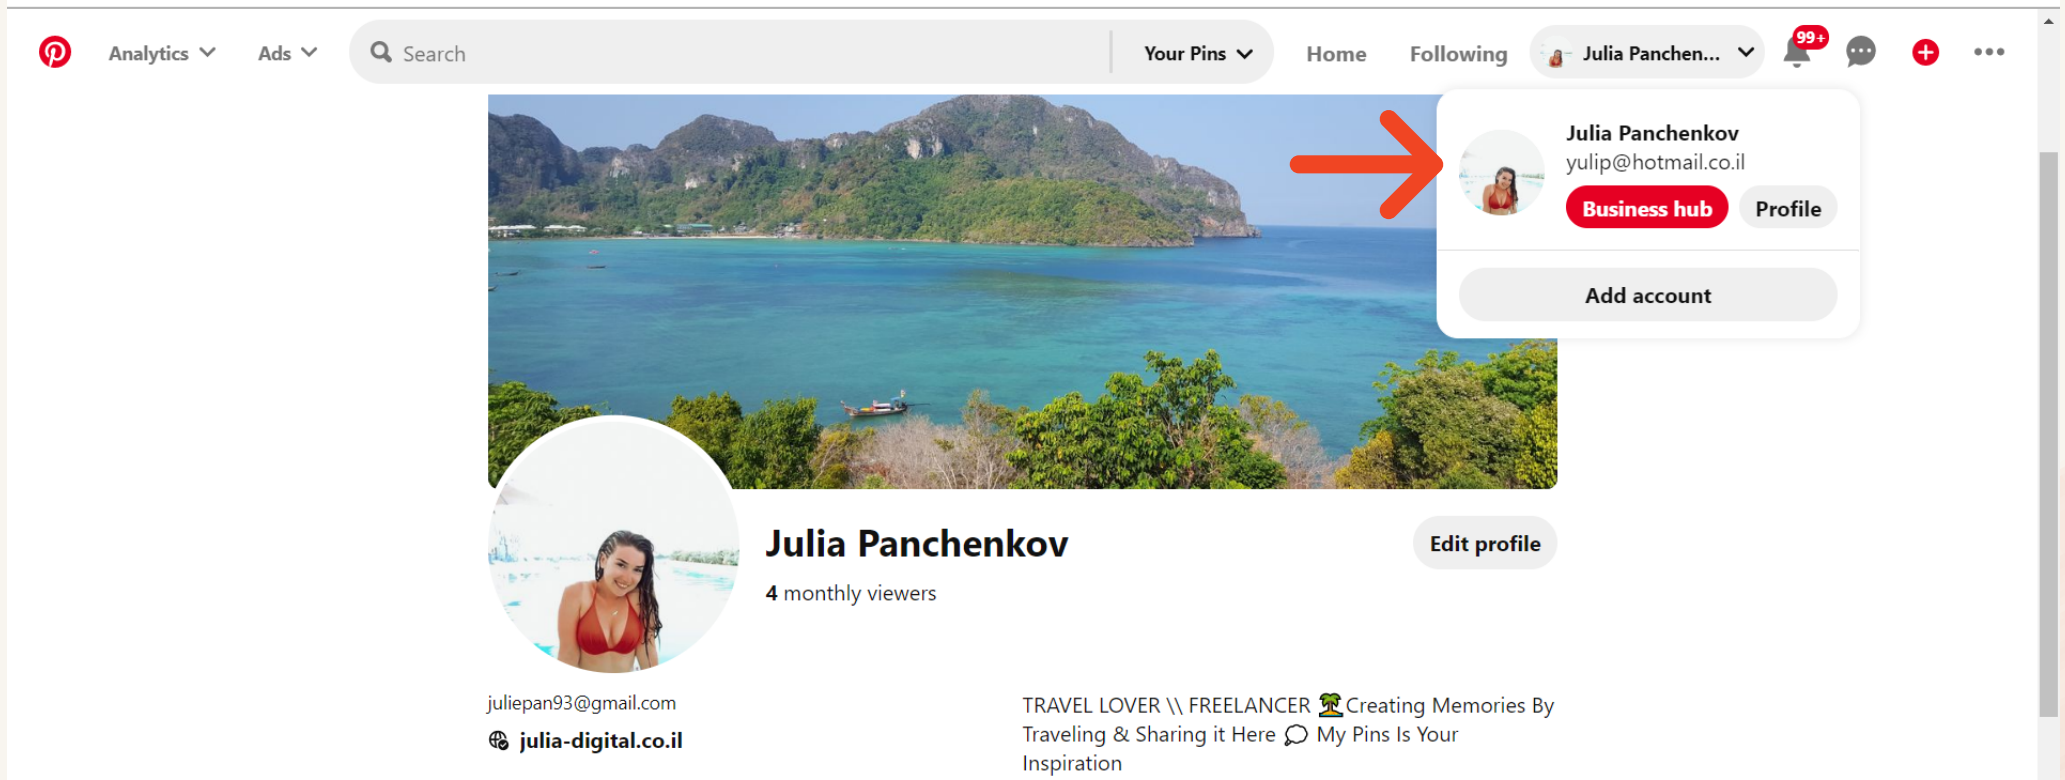 Analytics
Ads
Search
Your Pins
Home
Following
Julia Panchen...
99+
Julia Panchenkov
yulip@hotmail.co.il
Business hub
Profile
Add account
Julia Panchenkov
4 monthly viewers
Edit profile
juliepan93@gmail.com
julia-digital.co.il
TRAVEL LOVER \\ FREELANCER 🏝️Creating Memories By
Traveling & Sharing it Here 💭 My Pins Is Your
Inspiration